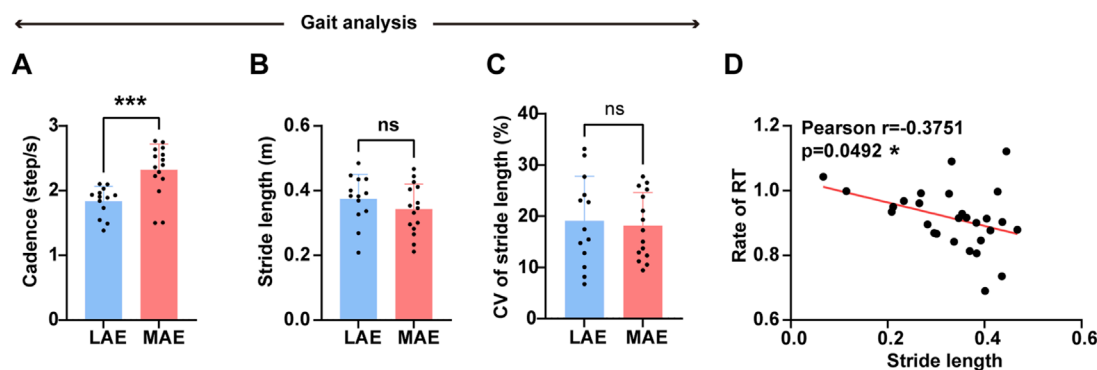 Gait analysis
A
Cadence (step/s)
3
2
1
0
***
LAE MAE
B
Stride length (m)
0.6
0.4
0.2
0.0
ns
LAE MAE
C
CV of stride length (%)
40
30
20
10
0
ns
LAE MAE
D
Rate of RT
1.2
1.0
0.8
0.6
Pearson r=-0.3751
p=0.0492 *
0.0 0.2 0.4 0.6
Stride length